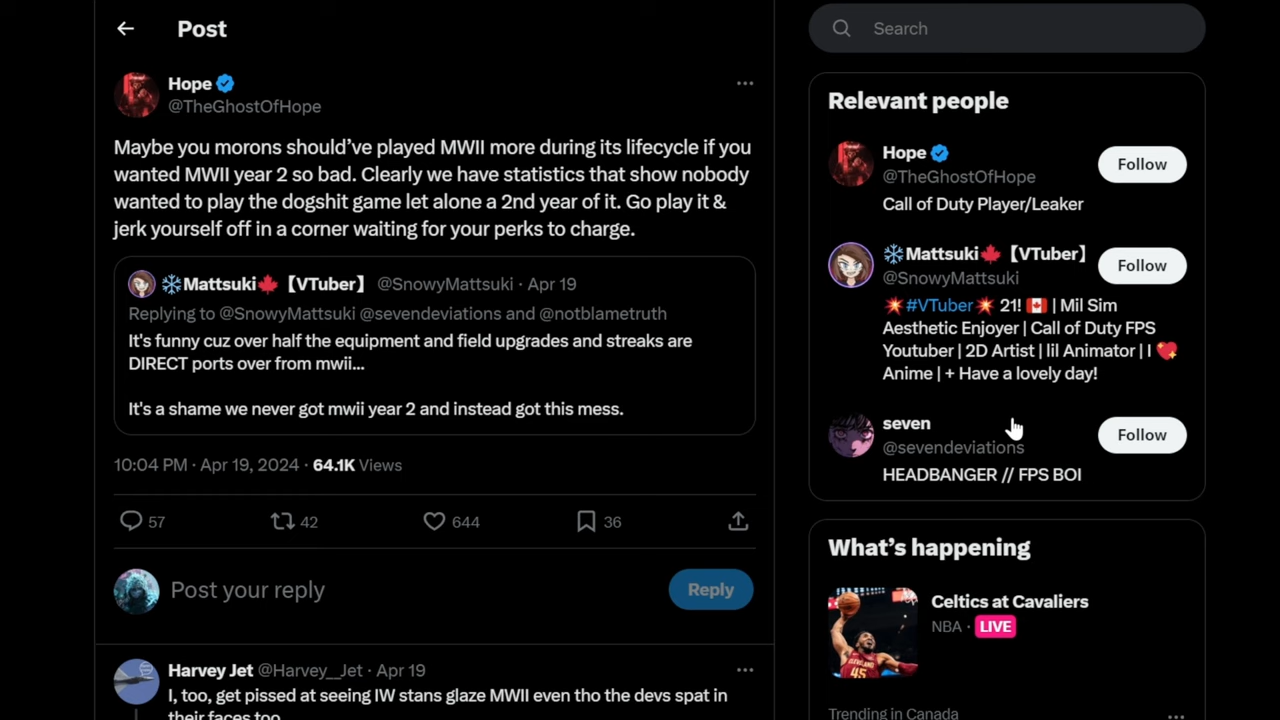 Post
Hope
@TheGhostOfHope
Maybe you morons should've played MWII more during its lifecycle if you
wanted MWII year 2 so bad. Clearly we have statistics that show nobody
wanted to play the dogshit game let alone a 2nd year of it. Go play it &
jerk yourself off in a corner waiting for your perks to charge.
❄️Mattsuki🍁【VTuber】 @SnowyMattsuki · Apr 19
Replying to @SnowyMattsuki @sevendeviations and @notblametruth
It's funny cuz over half the equipment and field upgrades and streaks are
DIRECT ports over from mwii...
It's a shame we never got mwii year 2 and instead got this mess.
10:04 PM · Apr 19, 2024 · 64.1K Views
57 42 644 36
Post your reply
Reply
Harvey Jet @Harvey__Jet · Apr 19
I, too, get pissed at seeing IW stans glaze MWII even tho the devs spat in
their faces too
Search
Relevant people
Hope
Follow
@TheGhostOfHope
Call of Duty Player/Leaker
❄️Mattsuki🍁【VTuber】
Follow
@SnowyMattsuki
💥#VTuber💥 21! 🇨🇦 | Mil Sim
Aesthetic Enjoyer | Call of Duty FPS
Youtuber | 2D Artist | lil Animator | I 💖
Anime | + Have a lovely day!
seven
Follow
@sevendeviations
HEADBANGER // FPS BOI
What's happening
Celtics at Cavaliers
NBA · LIVE
CLEVELAND
45
Trending in Canada